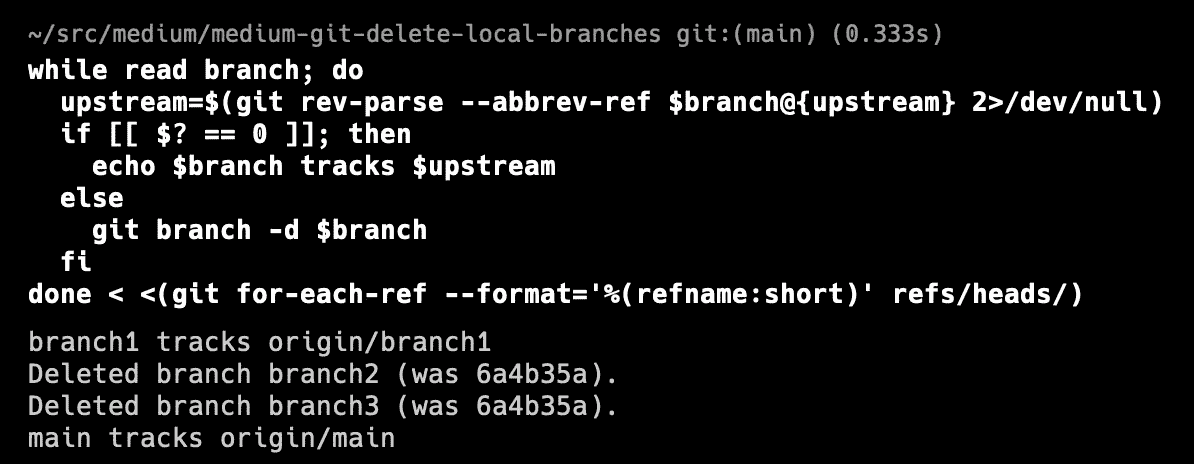 ~/src/medium/medium-git-delete-local-branches git:(main) (0.333s)
while read branch; do
  upstream=$(git rev-parse --abbrev-ref $branch@{upstream} 2>/dev/null)
  if [[ $? == 0 ]]; then
    echo $branch tracks $upstream
  else
    git branch -d $branch
  fi
done < <(git for-each-ref --format='%(refname:short)' refs/heads/)
branch1 tracks origin/branch1
Deleted branch branch2 (was 6a4b35a).
Deleted branch branch3 (was 6a4b35a).
main tracks origin/main